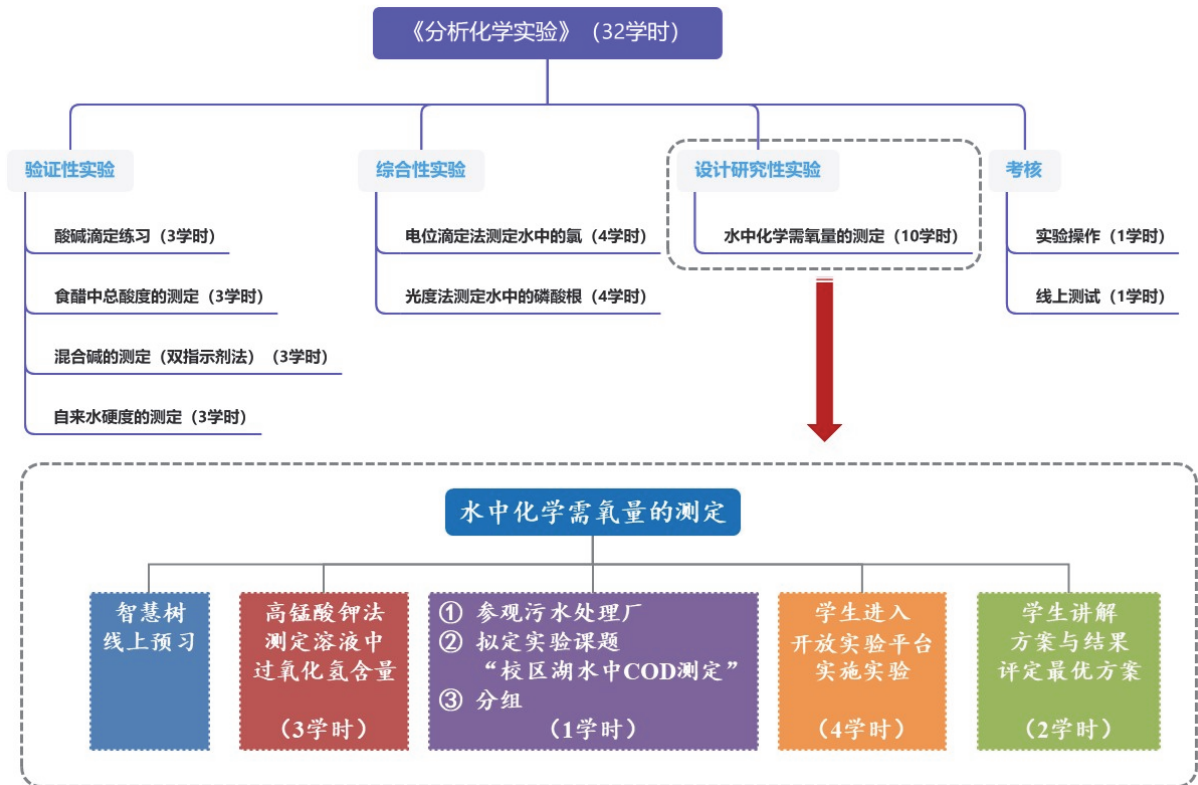 《分析化学实验》（32学时）
验证性实验
酸碱滴定练习（3学时）
食醋中总酸度的测定（3学时）
混合碱的测定（双指示剂法）（3学时）
自来水硬度的测定（3学时）
综合性实验
电位滴定法测定水中的氯（4学时）
光度法测定水中的磷酸根（4学时）
设计研究性实验
水中化学需氧量的测定（10学时）
考核
实验操作（1学时）
线上测试（1学时）
水中化学需氧量的测定
智慧树
线上预习
高锰酸钾法
测定溶液中
过氧化氢含量
（3学时）
① 参观污水处理厂
② 拟定实验课题
“校区湖水中COD测定”
③ 分组
（1学时）
学生进入
开放实验平台
实施实验
（4学时）
学生讲解
方案与结果
评定最优方案
（2学时）